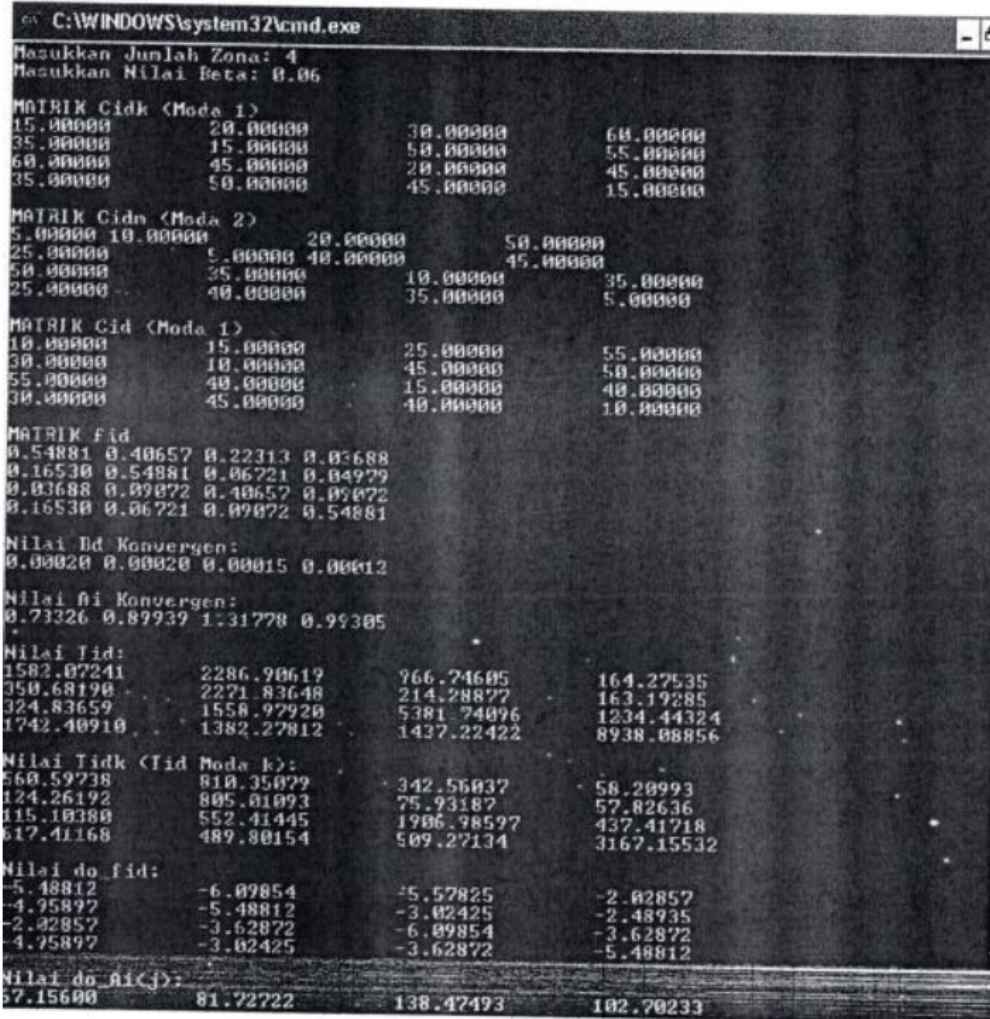 C:\WINDOWS\system32\cmd.exe
Masukkan Jumlah Zona: 4
Masukkan Nilai Beta: 0.06
MATRIK Cidk (Moda 1)
15.00000 20.00000 30.00000 60.00000
35.00000 15.00000 50.00000 55.00000
60.00000 45.00000 20.00000 45.00000
35.00000 50.00000 45.00000 15.00000
MATRIK Cidm (Moda 2)
5.00000 10.00000 20.00000 50.00000
25.00000 5.00000 40.00000 45.00000
50.00000 35.00000 10.00000 35.00000
25.00000 40.00000 35.00000 5.00000
MATRIK Cid (Moda 1)
10.00000 15.00000 25.00000 55.00000
30.00000 10.00000 45.00000 50.00000
55.00000 40.00000 15.00000 40.00000
30.00000 45.00000 40.00000 10.00000
MATRIK fid
0.54881 0.40657 0.22313 0.03688
0.16530 0.54881 0.06721 0.04979
0.03688 0.09072 0.40657 0.09072
0.16530 0.06721 0.09072 0.54881
Nilai Bd Konvergen:
0.00020 0.00020 0.00015 0.00012
Nilai Ai Konvergen:
0.73326 0.89939 1.31778 0.99305
Nilai Tid:
1582.07241 2286.90619 966.74605 164.27535
350.68190 2271.83648 214.28877 163.19285
324.83659 1558.97920 5381.74096 1234.44324
1742.40910 1382.27812 1437.22422 8938.08856
Nilai Tidk (Tid Moda k):
560.59738 810.35079 342.56037 58.20993
124.26192 805.01093 75.93187 57.82636
115.10380 552.41445 1906.98597 437.41718
617.41168 489.80154 509.27134 3167.15532
Nilai do fid:
-5.48812 -6.09854 -5.57825 -2.02857
-4.95897 -5.48812 -3.02425 -2.48935
-2.02857 -3.62872 -6.09854 -3.62872
-4.95897 -3.02425 -3.62872 -5.48812
Nilai do Ai(j):
57.15600 81.72722 138.47493 102.70233